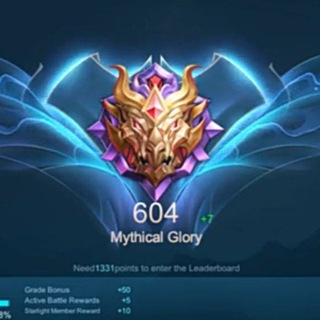 604 +7
Mythical Glory
Need1331points to enter the Leaderboard
Grade Bonus +50
Active Battle Rewards +5
Starlight Member Reward +10
8%